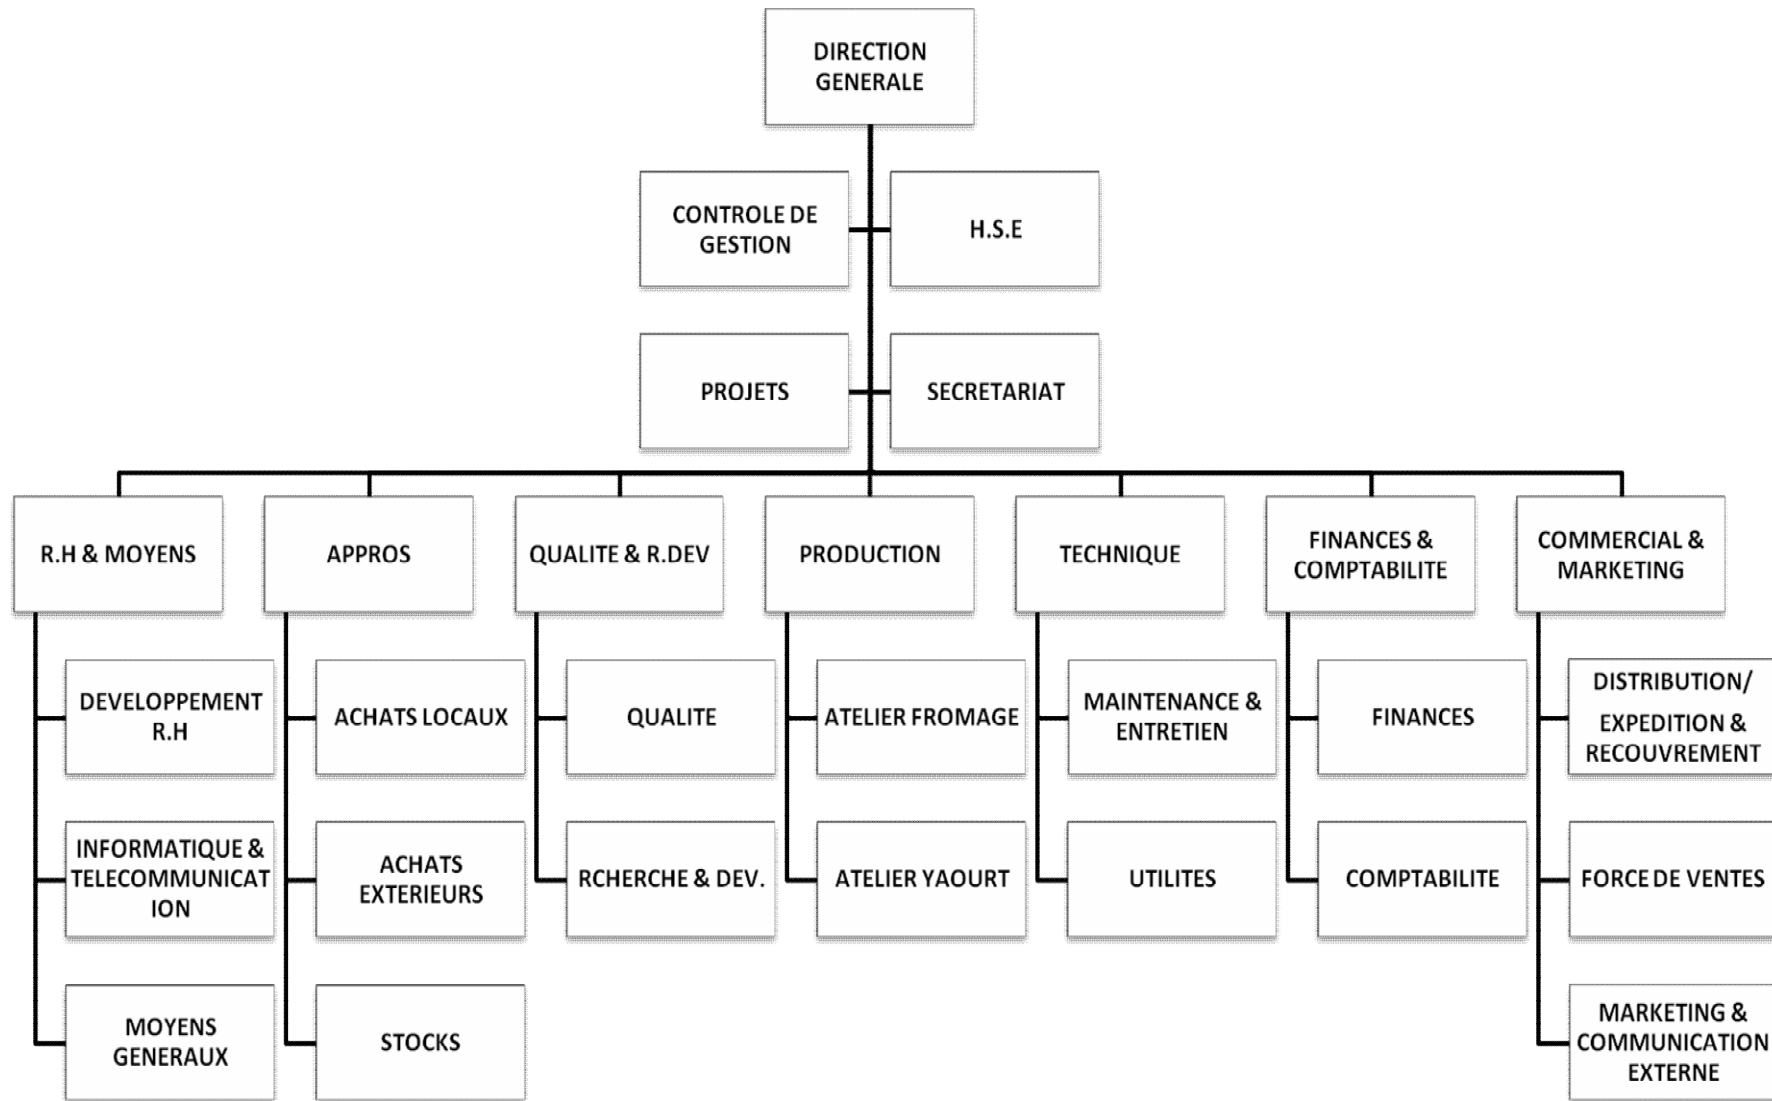 DIRECTION
GENERALE
CONTROLE DE
GESTION
H.S.E
PROJETS
SECRETARIAT
R.H & MOYENS
APPROS
QUALITE & R.DEV
PRODUCTION
TECHNIQUE
FINANCES &
COMPTABILITE
COMMERCIAL &
MARKETING
DEVELOPPEMENT
R.H
ACHATS LOCAUX
QUALITE
ATELIER FROMAGE
MAINTENANCE &
ENTRETIEN
FINANCES
DISTRIBUTION/
EXPEDITION &
RECOUVREMENT
INFORMATIQUE &
TELECOMMUNICAT
ION
ACHATS
EXTERIEURS
RCHERCHE & DEV.
ATELIER YAOURT
UTILITES
COMPTABILITE
FORCE DE VENTES
MOYENS
GENERAUX
STOCKS
MARKETING &
COMMUNICATION
EXTERNE